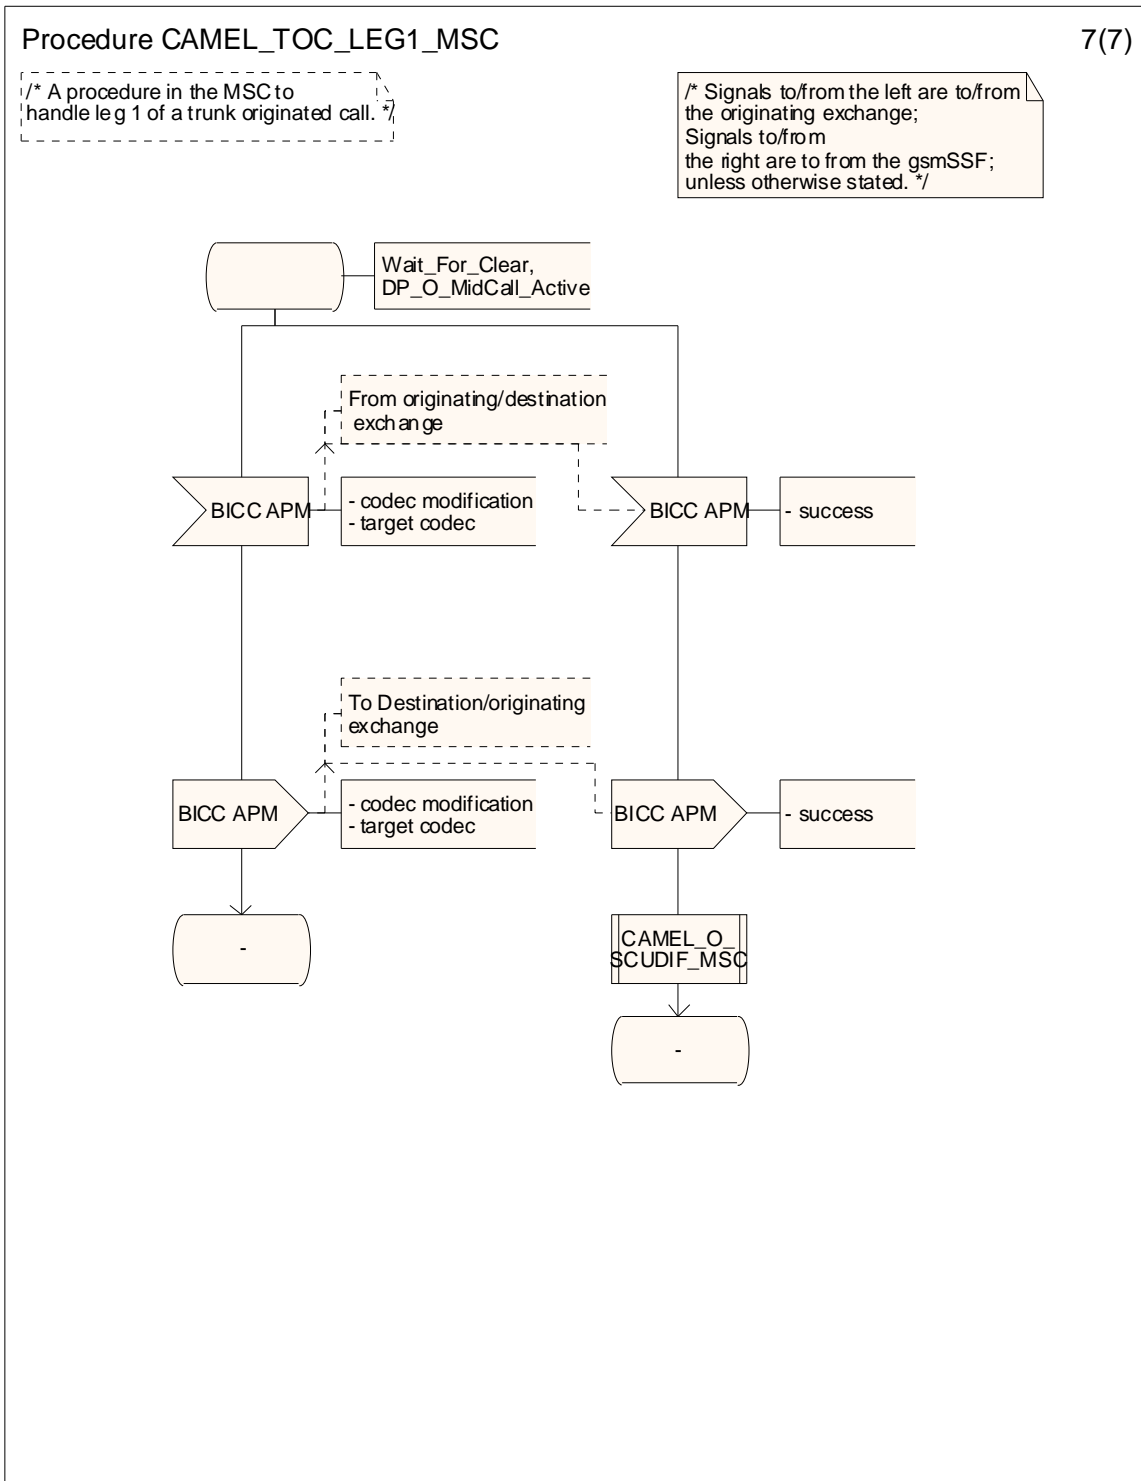 Procedure CAMEL_TOC_LEG1_MSC
7(7)
/* A procedure in the MSC to
handle leg 1 of a trunk originated call. */
/* Signals to/from the left are to/from
the originating exchange;
Signals to/from
the right are to from the gsmSSF;
unless otherwise stated. */
Wait_For_Clear,
DP_O_MidCall_Active
From originating/destination
exchange
BICC APM
- codec modification
- target codec
BICC APM
- success
To Destination/originating
exchange
BICC APM
- codec modification
- target codec
BICC APM
- success
-
CAMEL_O_
SCUDIF_MSC
-